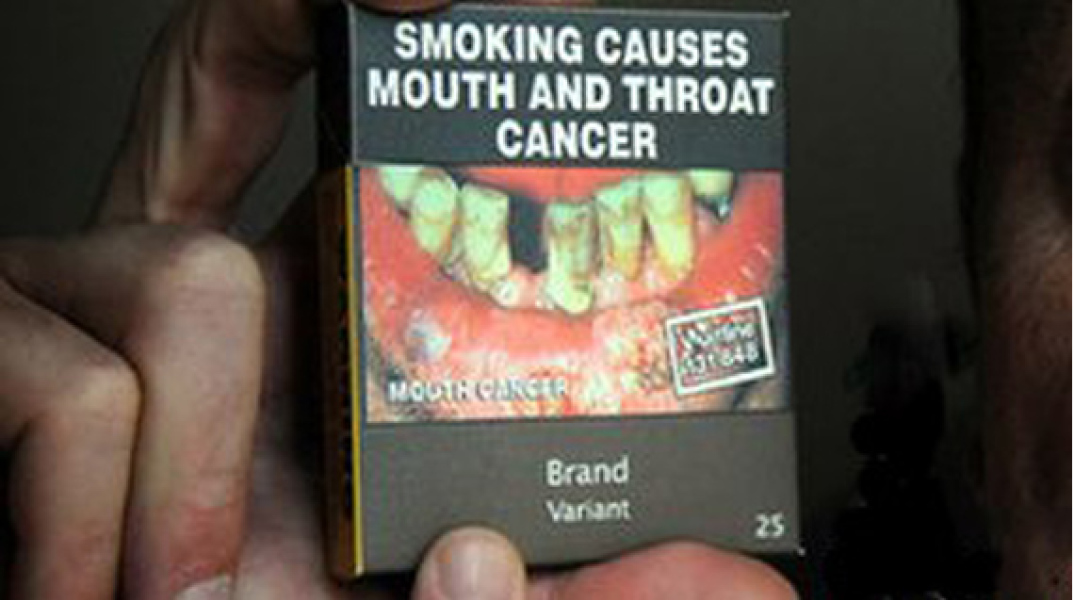 SMOKING CAUSES
MOUTH AND THROAT
CANCER
MOUTH CANCER
Brand
Variant
25